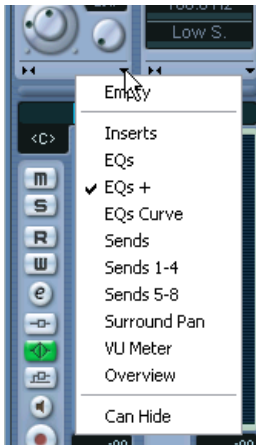 Low S.
Empty
<C>
Inserts
EQs
m
EQs +
S
EQs Curve
R
Sends
W
Sends 1-4
e
Sends 5-8
Surround Pan
VU Meter
Overview
Can Hide